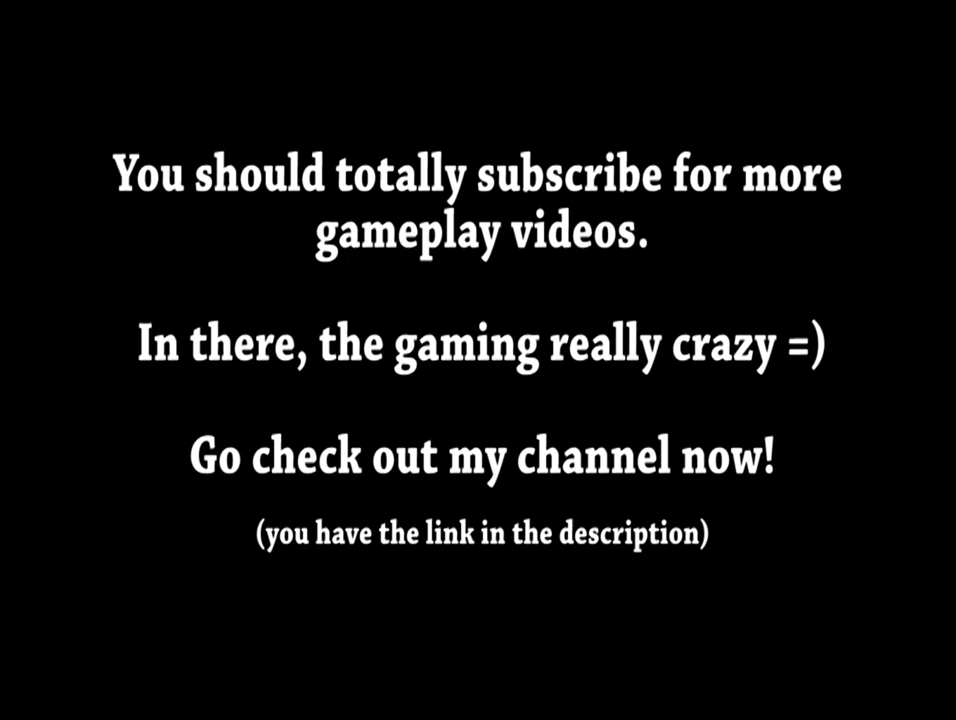 You should totally subscribe for more
gameplay videos.
In there, the gaming really crazy =)
Go check out my channel now!
(you have the link in the description)